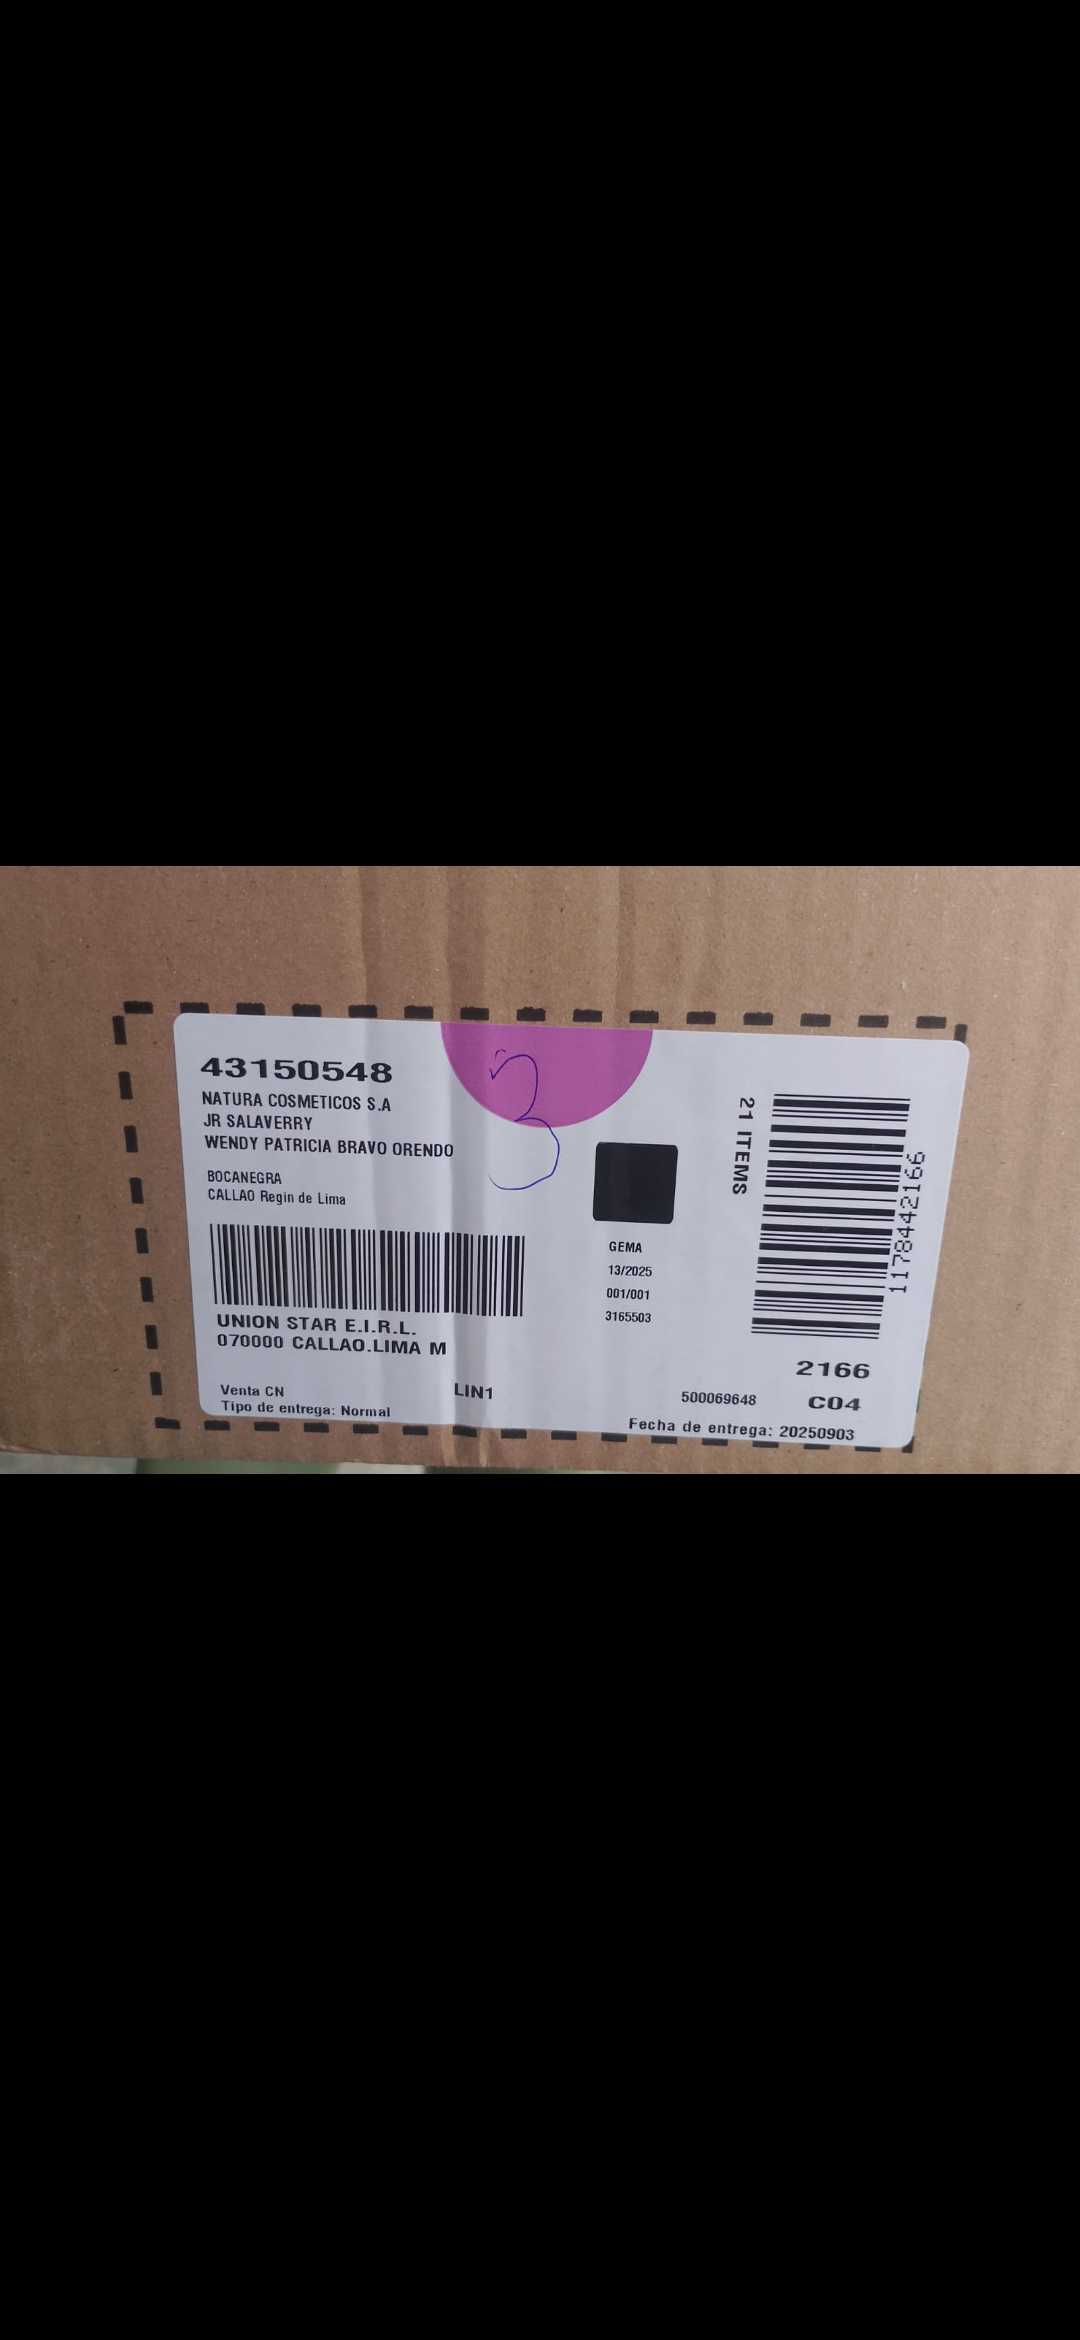 43150548
NATURA COSMETICOS S.A
JR SALAVERRY
WENDY PATRICIA BRAVO ORENDO
BOCANEGRA
CALLAO Regin de Lima
UNION STAR E.I.R.L.
070000 CALLAO.LIMA M
Venta CN
LIN1
Tipo de entrega: Normal
3
GEMA
13/2025
001/001
3165503
21 ITEMS
1178442166
2166
500069648
C04
Fecha de entrega: 20250903